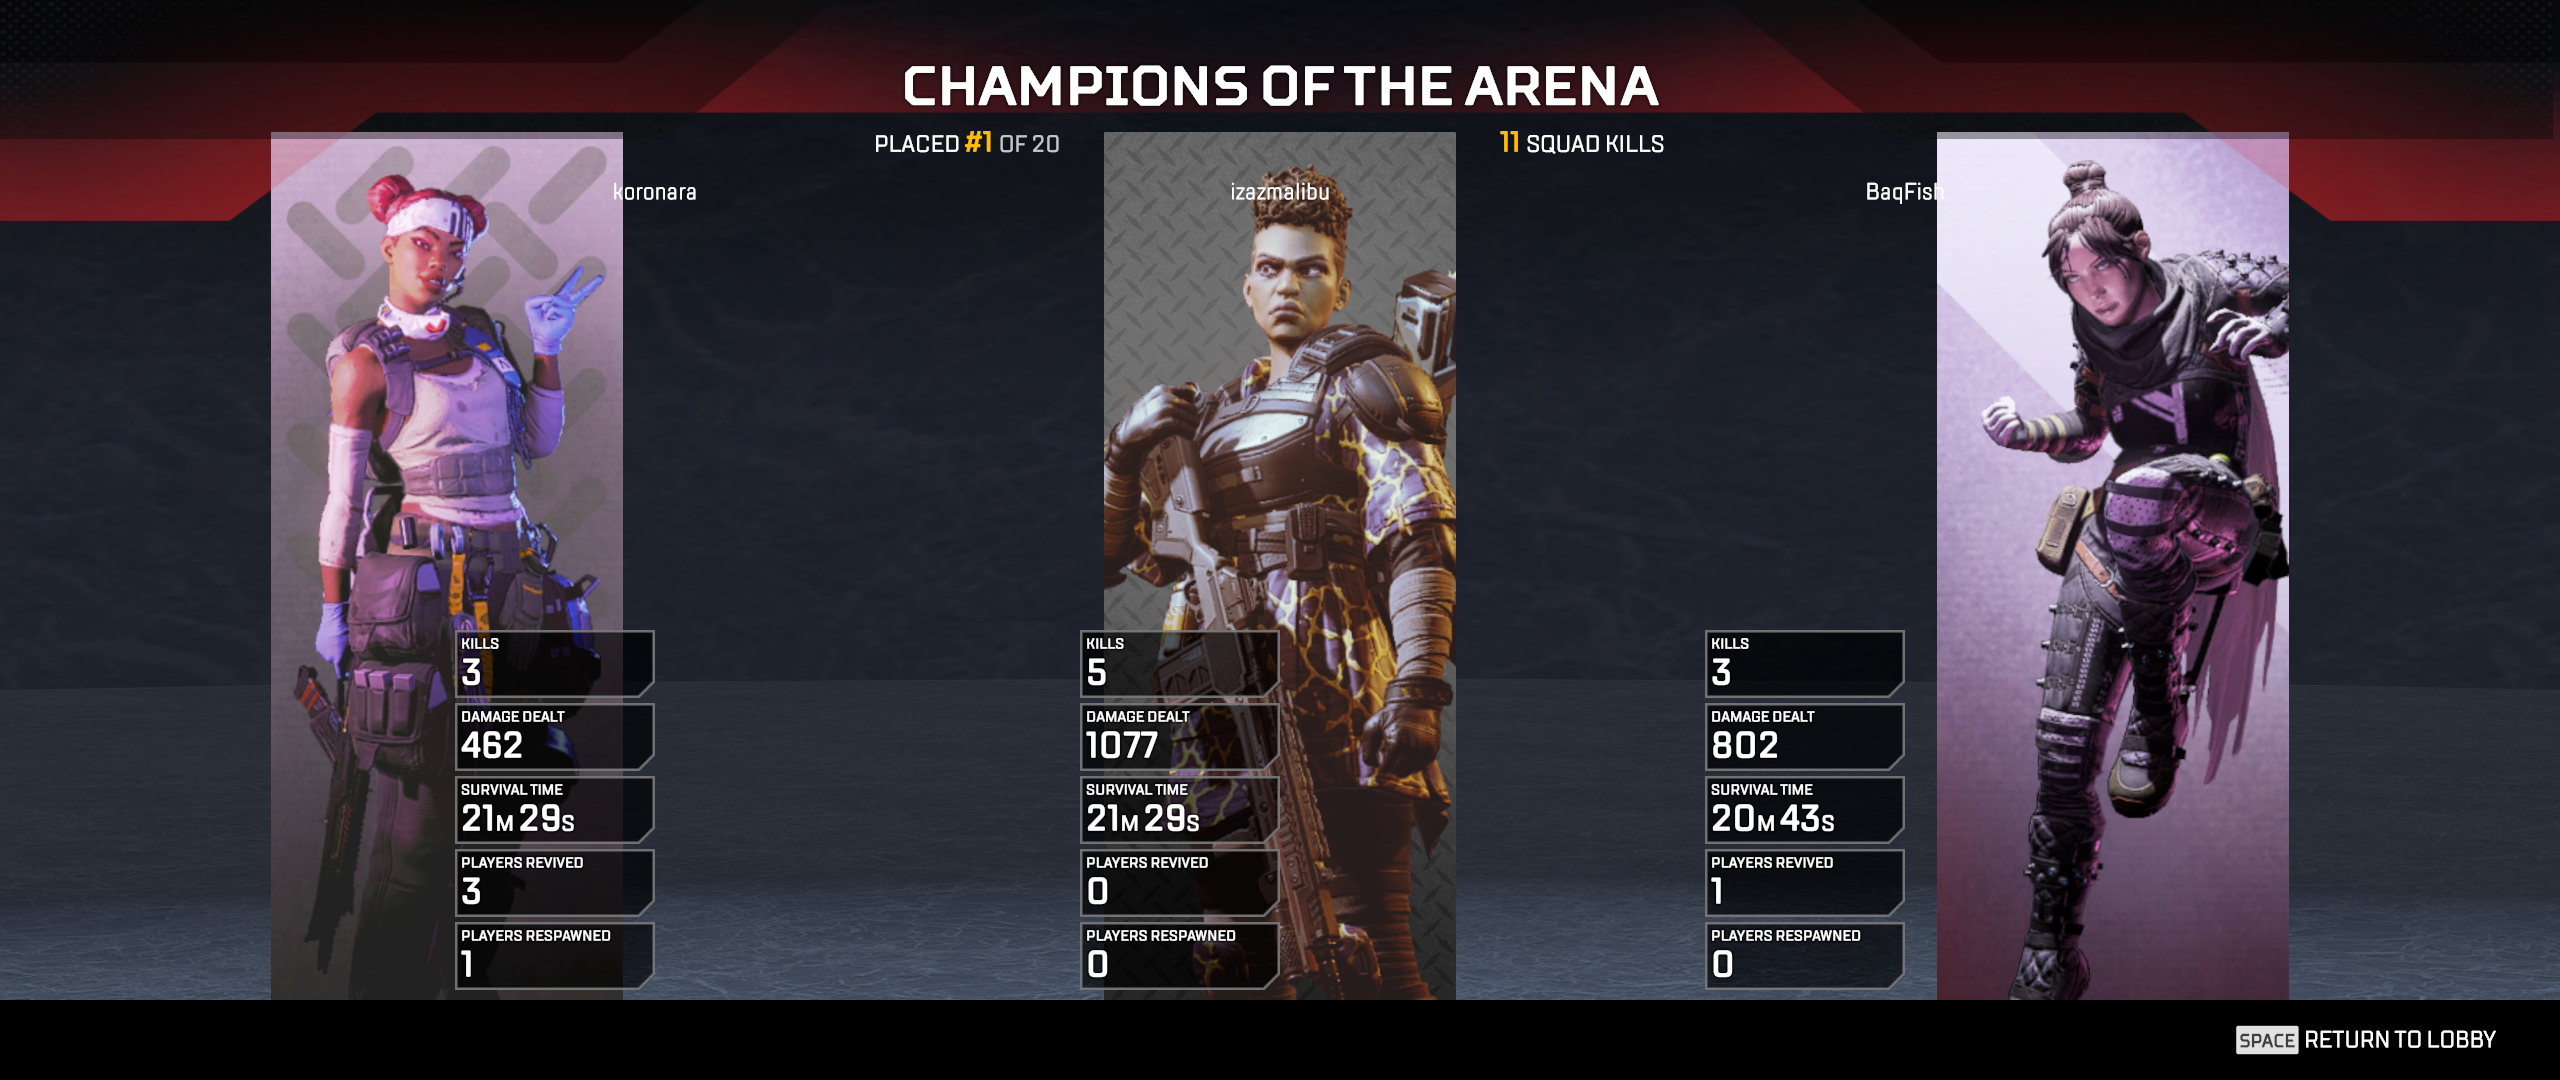 CHAMPIONS OF THE ARENA
PLACED #1 OF 20
11 SQUAD KILLS
koronara
izazmalibu
BaqFish
KILLS
3
DAMAGE DEALT
462
SURVIVAL TIME
21M 29S
PLAYERS REVIVED
3
PLAYERS RESPAWNED
1
KILLS
5
DAMAGE DEALT
1077
SURVIVAL TIME
21M 29S
PLAYERS REVIVED
0
PLAYERS RESPAWNED
0
KILLS
3
DAMAGE DEALT
802
SURVIVAL TIME
20M 43S
PLAYERS REVIVED
1
PLAYERS RESPAWNED
0
SPACE RETURN TO LOBBY